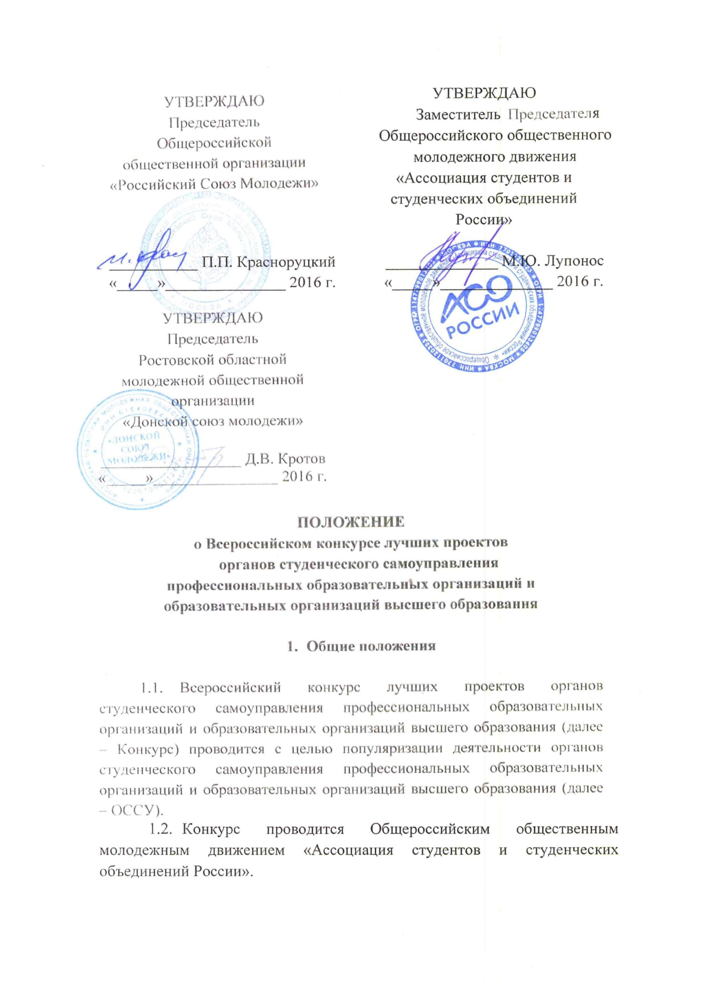 УТВЕРЖДАЮ
Председатель
Общероссийской
общественной организации
«Российский Союз Молодежи»
П.П. Красноруцкий
«_____»_______________ 2016 г.
УТВЕРЖДАЮ
Заместитель Председателя
Общероссийского общественного
молодежного движения
«Ассоциация студентов и
студенческих объединений
России»
М.Ю. Лупонос
«_____»_______________ 2016 г.
АСО
РОССИИ
УТВЕРЖДАЮ
Председатель
Ростовской областной
молодежной общественной
организации
«Донской союз молодежи»
«ДОНСКОЙ
СОЮЗ
МОЛОДЕЖИ»
Д.В. Кротов
«_____»_______________ 2016 г.
ПОЛОЖЕНИЕ
о Всероссийском конкурсе лучших проектов
органов студенческого самоуправления
профессиональных образовательных организаций и
образовательных организаций высшего образования
1. Общие положения
1.1. Всероссийский конкурс лучших проектов органов
студенческого самоуправления профессиональных образовательных
организаций и образовательных организаций высшего образования (далее
– Конкурс) проводится с целью популяризации деятельности органов
студенческого самоуправления профессиональных образовательных
организаций и образовательных организаций высшего образования (далее
– ОССУ).
1.2. Конкурс проводится Общероссийским общественным
молодежным движением «Ассоциация студентов и студенческих
объединений России».